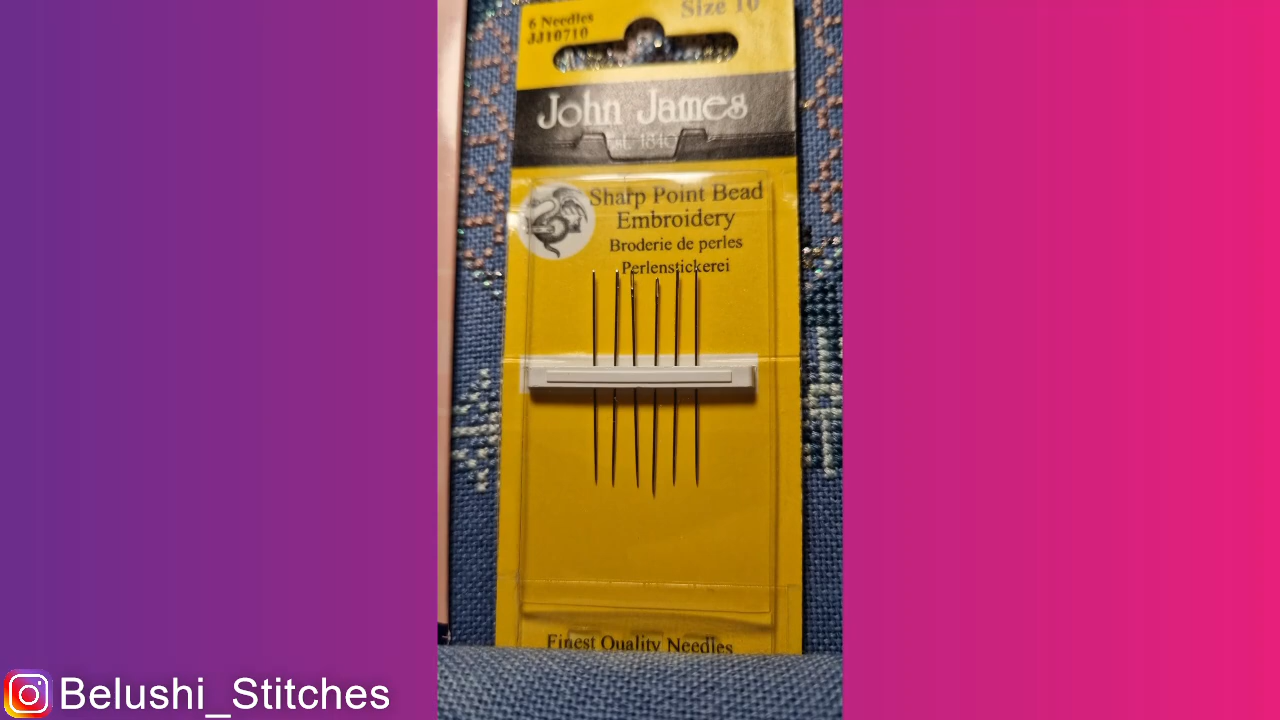 6 Needles
JJ10710
Size 10
John James
Est. 1840
Sharp Point Bead
Embroidery
Broderie de perles
Perlenstickerei
Finest Quality Needles
Belushi_Stitches